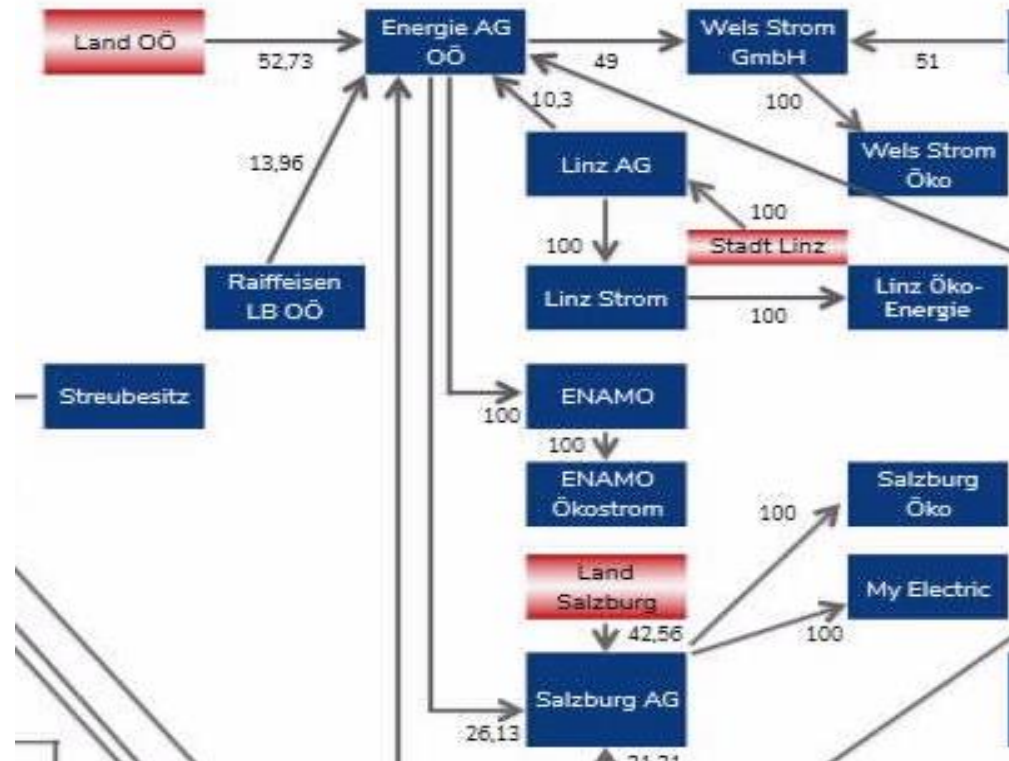 Land OÖ
52,73
Energie AG
OÖ
49
Wels Strom
GmbH
51
10,3
100
13,96
Linz AG
Wels Strom
Öko
100
Stadt Linz
100
Raiffeisen
LB OÖ
Linz Strom
100
Linz Öko-
Energie
Streubesitz
100
ENAMO
100
ENAMO
Ökostrom
100
Salzburg
Öko
Land
Salzburg
My Electric
42,56
100
Salzburg AG
26,13